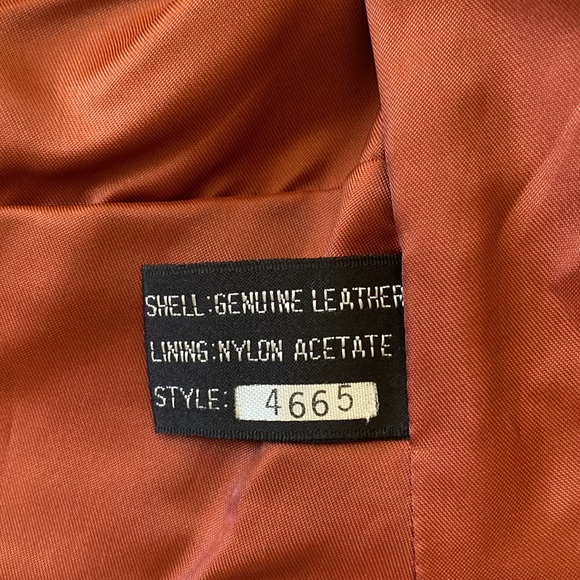 SHELL:GENUINE LEATHER
LINING:NYLON ACETATE
STYLE: 4665